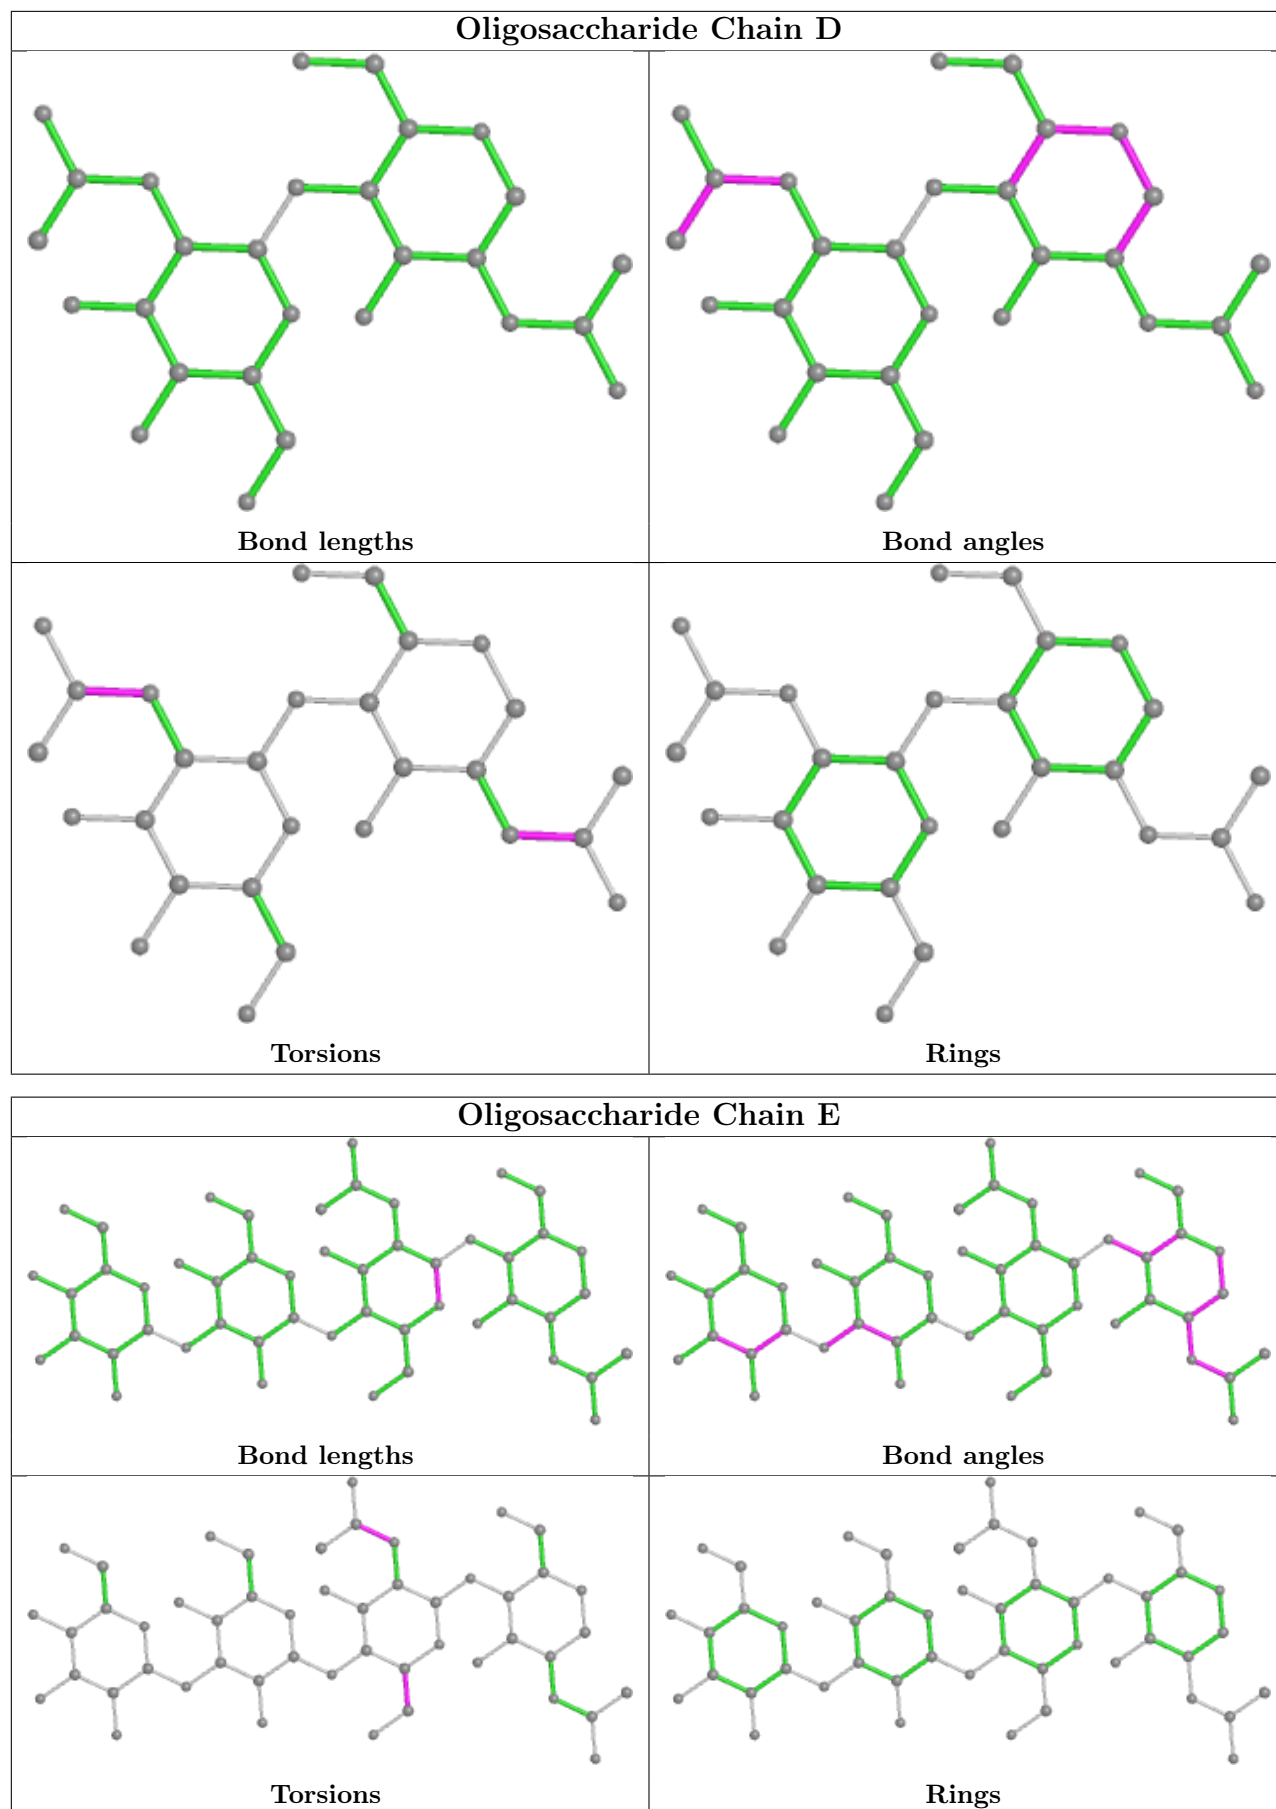 Oligosaccharide Chain D
Bond lengths
Bond angles
Torsions
Rings
Oligosaccharide Chain E
Bond lengths
Bond angles
Torsions
Rings